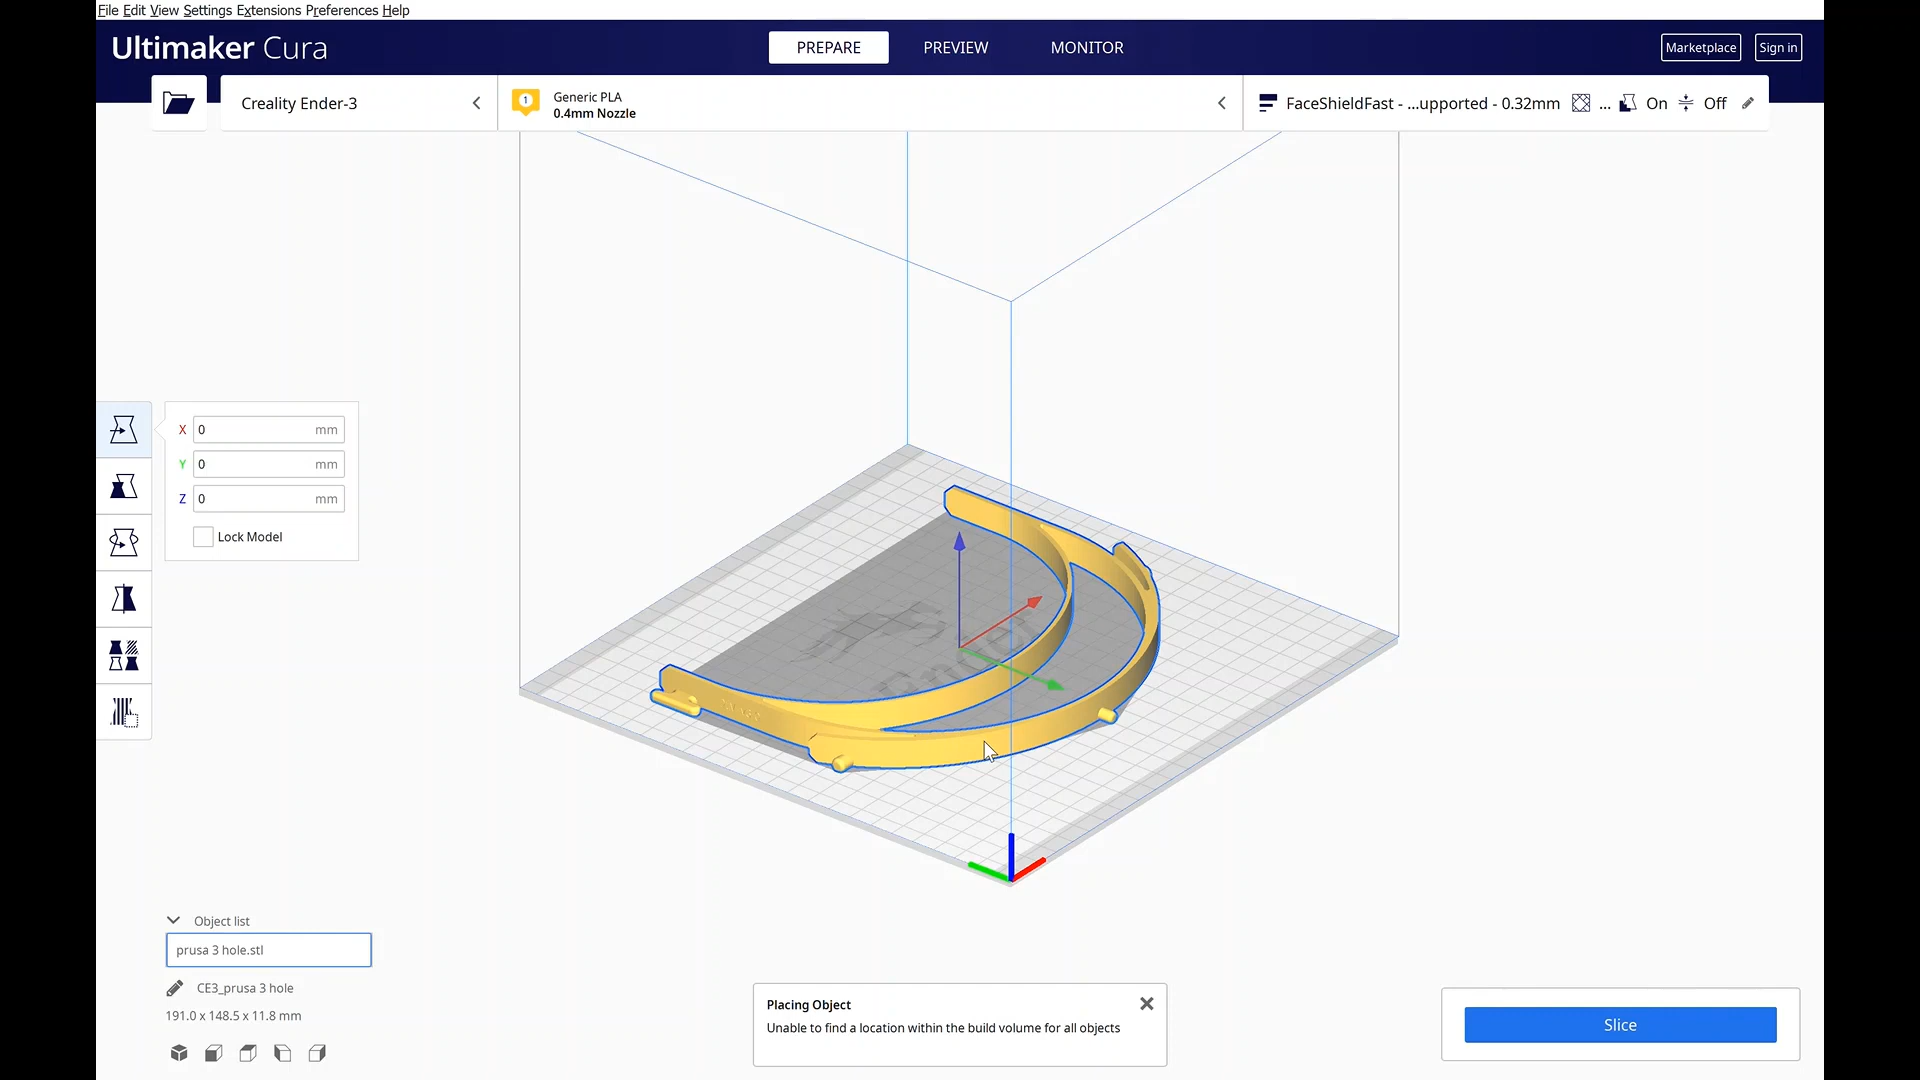 File Edit View Settings Extensions Preferences Help
Ultimaker Cura
PREPARE
PREVIEW
MONITOR
Marketplace
Sign in
Creality Ender-3
1
Generic PLA
0.4mm Nozzle
FaceShieldFast - ...upported - 0.32mm
...
On
Off
X 0 mm
Y 0 mm
Z 0 mm
Lock Model
Object list
prusa 3 hole.stl
CE3_prusa 3 hole
191.0 x 148.5 x 11.8 mm
Placing Object
Unable to find a location within the build volume for all objects
Slice